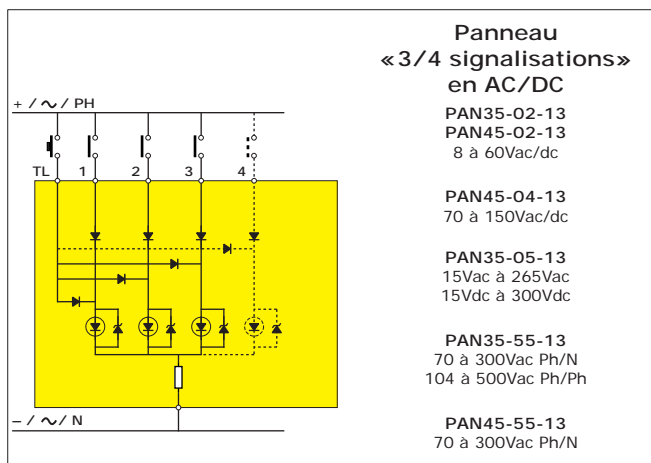 Panneau
«3/4 signalisations»
en AC/DC
PAN35-02-13
PAN45-02-13
8 à 60Vac/dc
PAN45-04-13
70 à 150Vac/dc
PAN35-05-13
15Vac à 265Vac
15Vdc à 300Vdc
PAN35-55-13
70 à 300Vac Ph/N
104 à 500Vac Ph/Ph
PAN45-55-13
70 à 300Vac Ph/N
+ / ∿ / PH
TL 1 2 3 4
– / ∿ / N